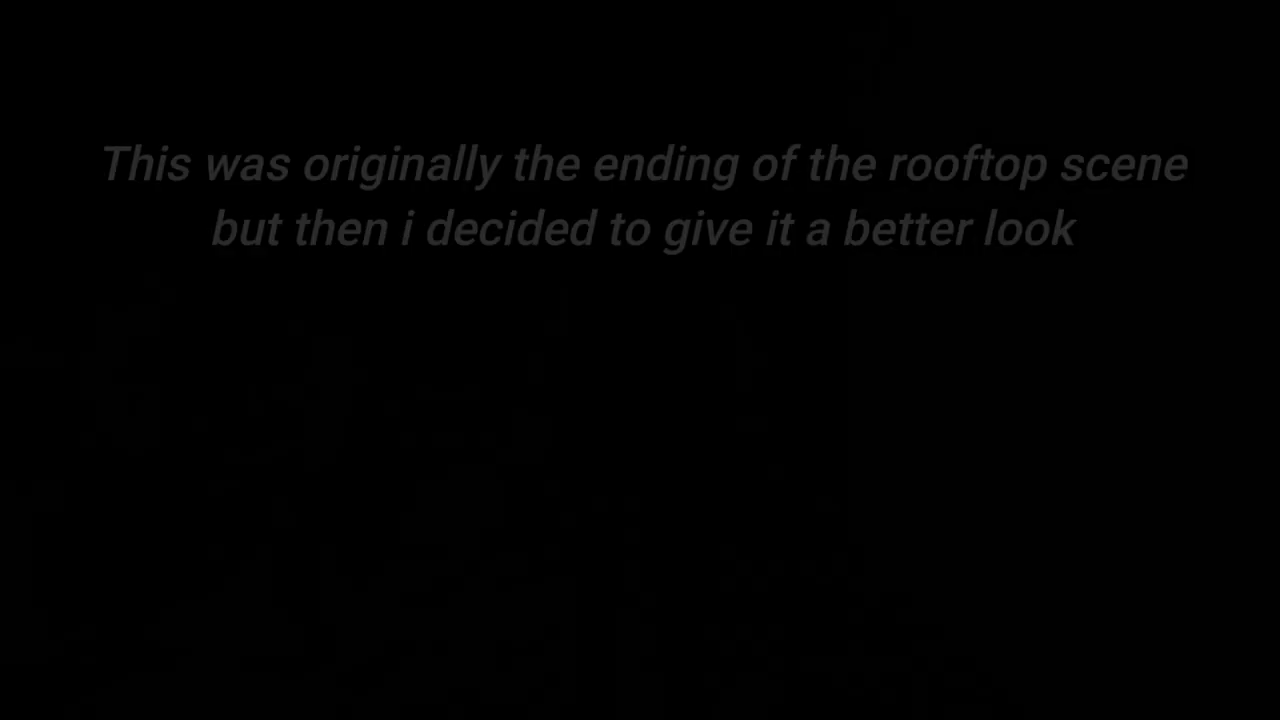 This was originally the ending of the rooftop scene
but then i decided to give it a better look